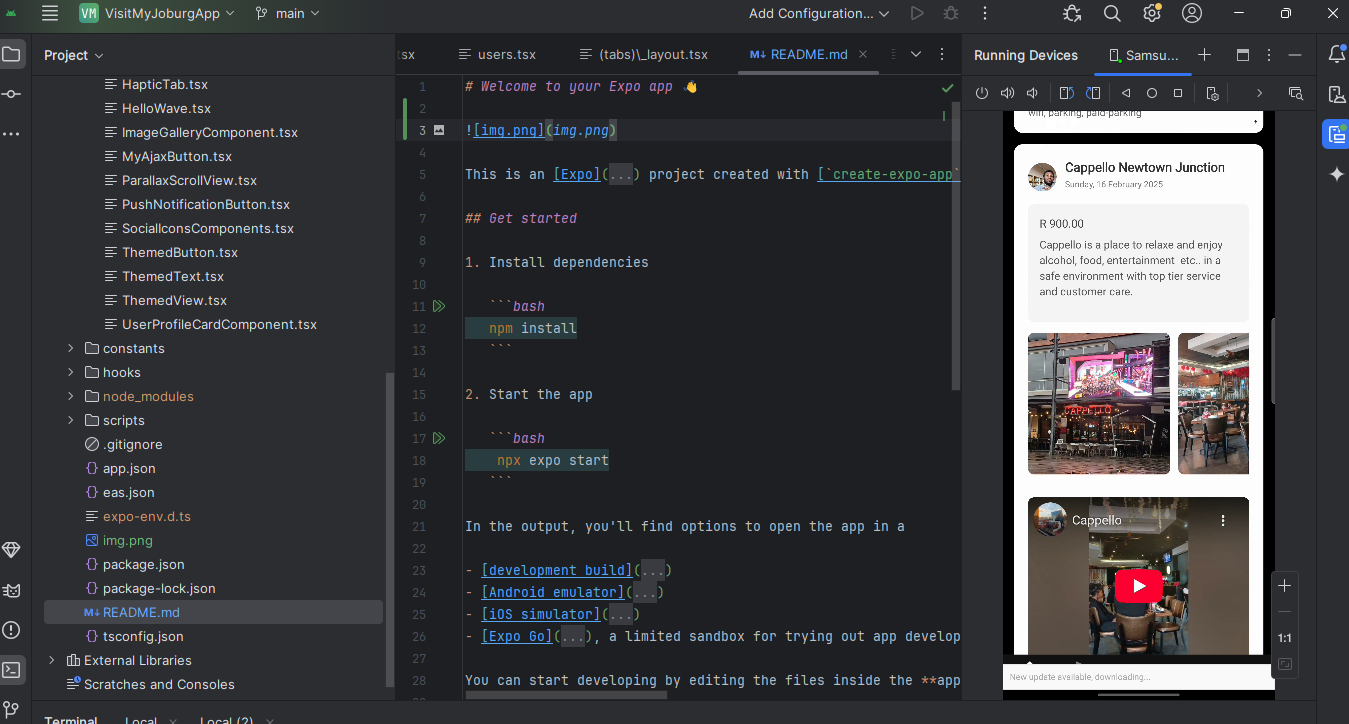 VM VisitMyJoburgApp main Add Configuration...
Project
HapticTab.tsx
HelloWave.tsx
ImageGalleryComponent.tsx
MyAjaxButton.tsx
ParallaxScrollView.tsx
PushNotificationButton.tsx
SocialIconsComponents.tsx
ThemedButton.tsx
ThemedText.tsx
ThemedView.tsx
UserProfileCardComponent.tsx
constants
hooks
node_modules
scripts
.gitignore
app.json
eas.json
expo-env.d.ts
img.png
package.json
package-lock.json
README.md
tsconfig.json
External Libraries
Scratches and Consoles
tsx users.tsx (tabs)\_layout.tsx README.md
1 # Welcome to your Expo app 👋
2
3 ![img.png](img.png)
4
5 This is an [Expo](...) project created with [`create-expo-app`
6
7 ## Get started
8
9 1. Install dependencies
10
11 ```bash
12 npm install
13 ```
14
15 2. Start the app
16
17 ```bash
18 npx expo start
19 ```
20
21 In the output, you'll find options to open the app in a
22
23 - [development build](...)
24 - [Android emulator](...)
25 - [iOS simulator](...)
26 - [Expo Go](...), a limited sandbox for trying out app develop
27
28 You can start developing by editing the files inside the **app
Running Devices Samsu...
wifi, parking, paid-parking
Cappello Newtown Junction
Sunday, 16 February 2025
R 900.00
Cappello is a place to relaxe and enjoy
alcohol, food, entertainment etc.. in a
safe environment with top tier service
and customer care.
CAPPELLO
Cappello
New update available, downloading...
1:1
Terminal Local Local (2)